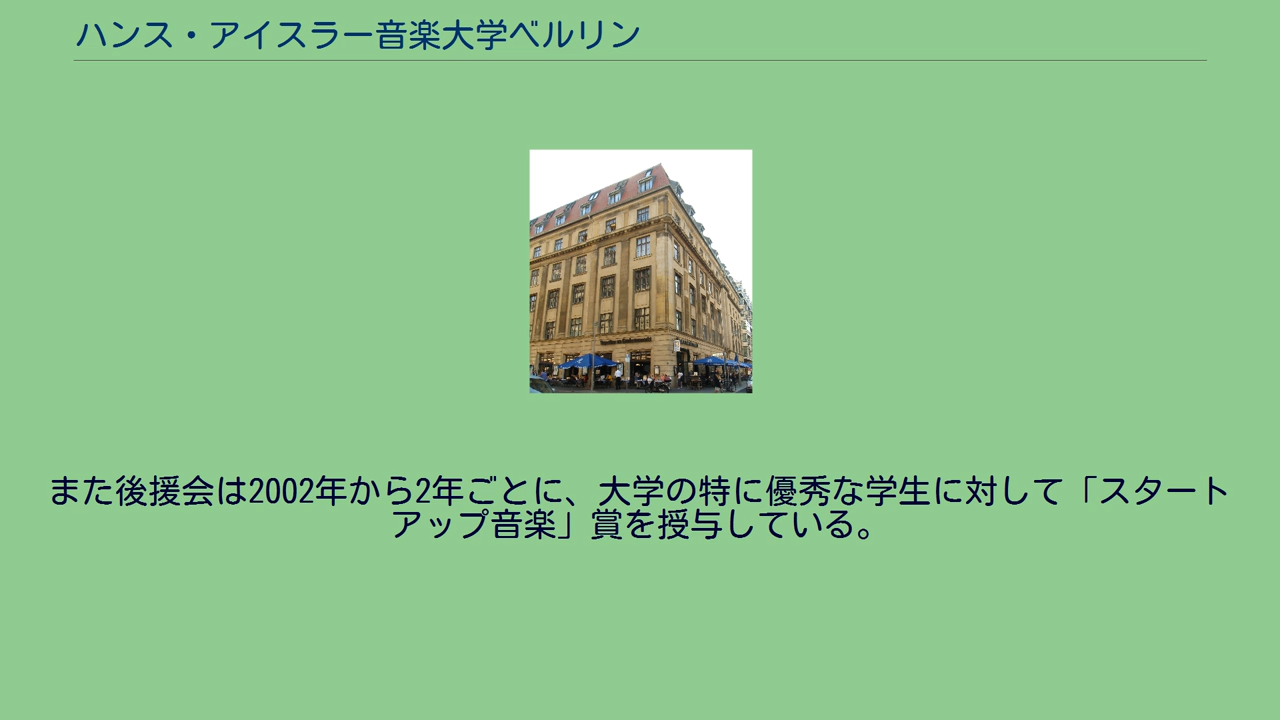 ハンス・アイスラー音楽大学ベルリン
また後援会は2002年から2年ごとに、大学の特に優秀な学生に対して「スタート
アップ音楽」賞を授与している。